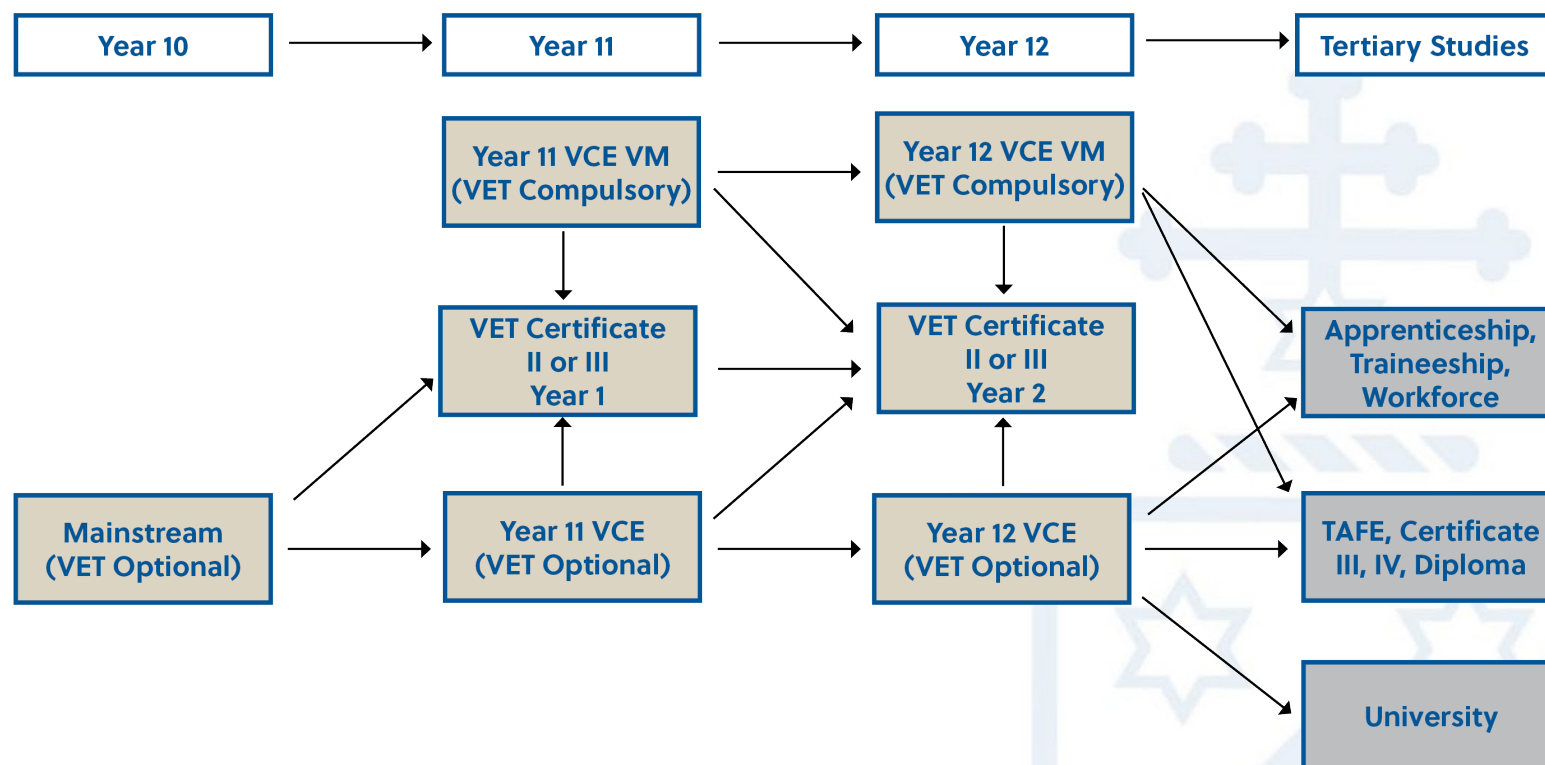 Year 10
Year 11
Year 12
Tertiary Studies
Year 11 VCE VM
(VET Compulsory)
Year 12 VCE VM
(VET Compulsory)
VET Certificate
II or III
Year 1
VET Certificate
II or III
Year 2
Apprenticeship,
Traineeship,
Workforce
Mainstream
(VET Optional)
Year 11 VCE
(VET Optional)
Year 12 VCE
(VET Optional)
TAFE, Certificate
III, IV, Diploma
University